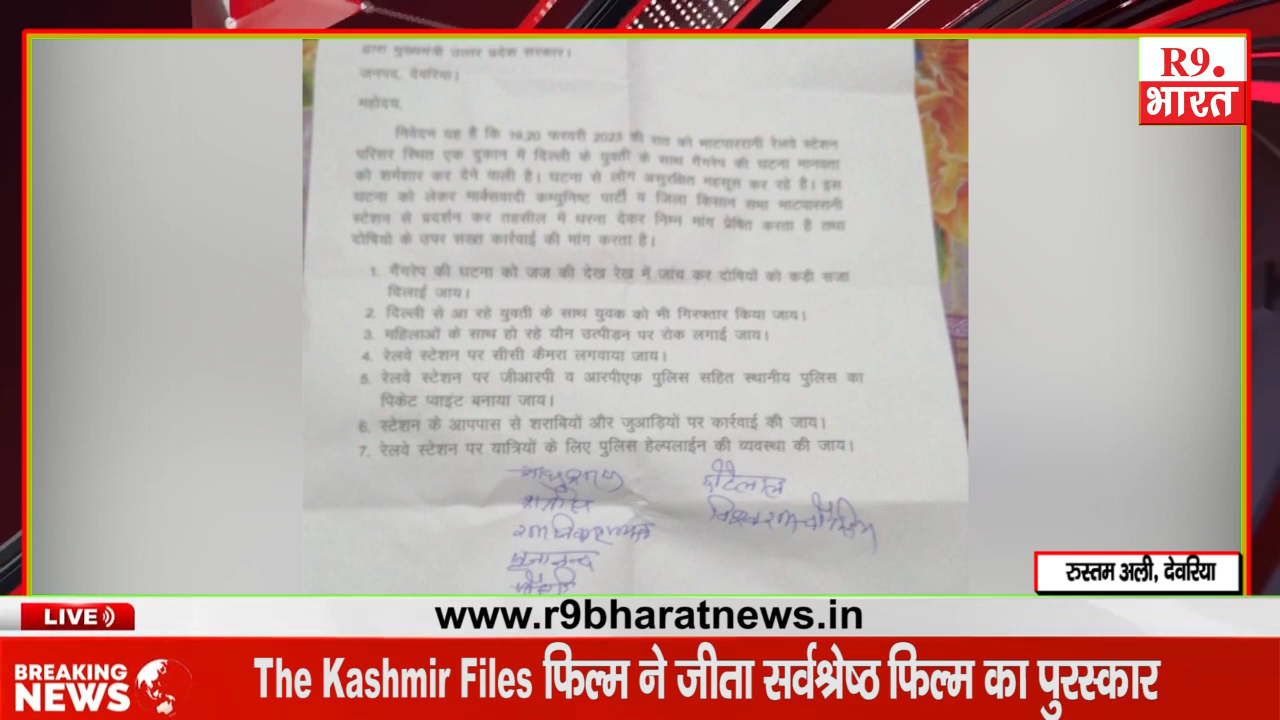 द्वारा मुख्यमंत्री उत्तर प्रदेश सरकार।
जनपद, देवरिया।
महोदय,
निवेदन यह है कि 19,20 फरवरी 2023 की रात को भाटपाररानी रेलवे स्टेशन
परिसर स्थित एक दुकान में दिल्ली के युवती के साथ गैंगरेप की घटना मानवता
को शर्मशार कर देने वाली है। घटना से लोग असुरक्षित महसूस कर रहे है। इस
घटना को लेकर मार्क्सवादी कम्युनिष्ट पार्टी व जिला किसान सभा भाटपाररानी
स्टेशन से प्रदर्शन कर तहसील में धरना देकर निम्न मांग प्रेषित करता है तथा
दोषियो के उपर सख्त कार्रवाई की मांग करता है।
1. गैंगरेप की घटना को जज की देख रेख में जांच कर दोषियों को कड़ी सजा
दिलाई जाय।
2. दिल्ली से आ रहे युवती के साथ युवक को भी गिरफ्तार किया जाय।
3. महिलाओं के साथ हो रहे यौन उत्पीडन पर रोक लगाई जाय।
4. रेलवे स्टेशन पर सीसी कैमरा लगवाया जाय।
5. रेलवे स्टेशन पर जीआरपी व आरपीएफ पुलिस सहित स्थानीय पुलिस का
पिकेट प्वाइंट बनाया जाय।
6. स्टेशन के आपपास से शराबियों और जुआड़ियों पर कार्रवाई की जाय।
7. रेलवे स्टेशन पर यात्रियों के लिए पुलिस हेल्पलाईन की व्यवस्था की जाय।
छोटेलाल
R9.
भारत
रुस्तम अली, देवरिया
LIVE
www.r9bharatnews.in
BREAKING
NEWS
The Kashmir Files फिल्म ने जीता सर्वश्रेष्ठ फिल्म का पुरस्कार